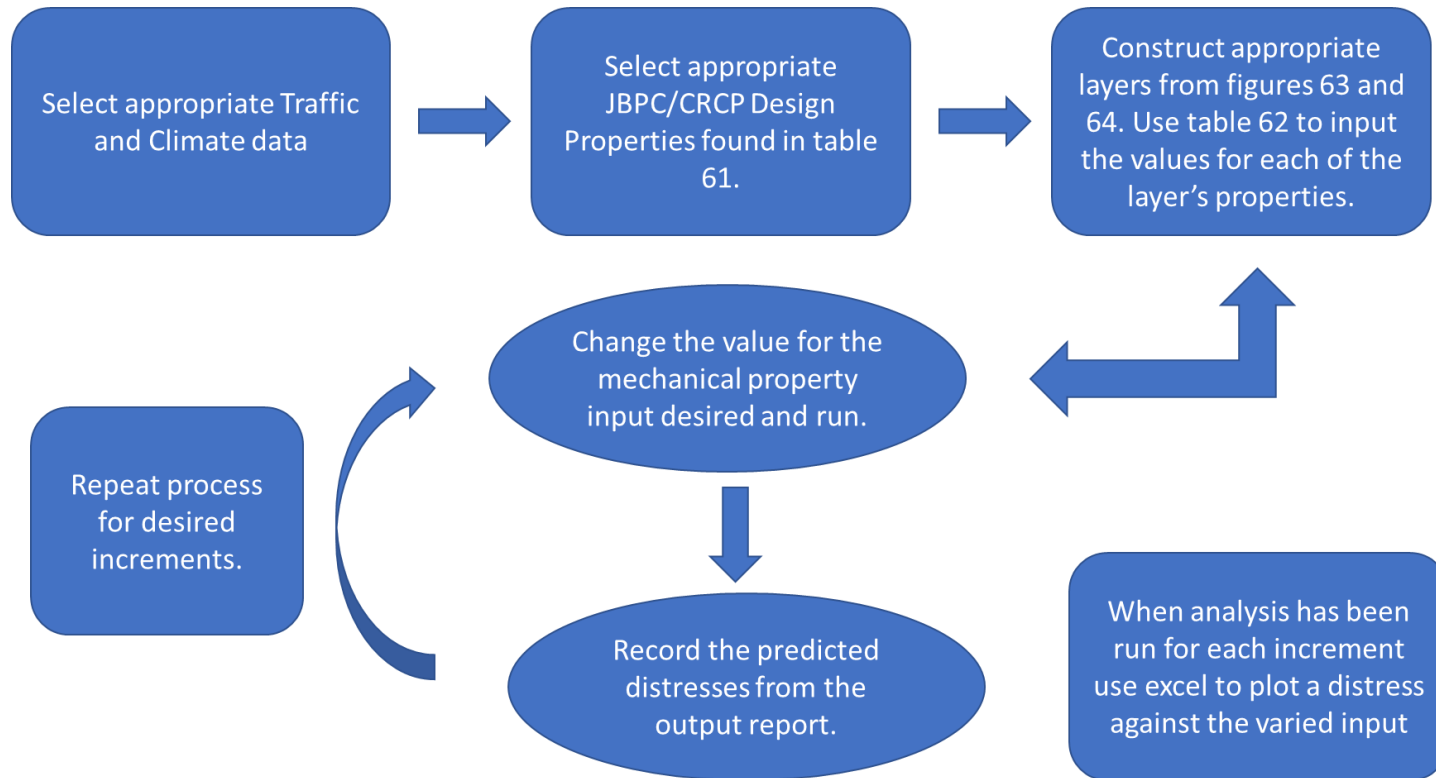 Select appropriate Traffic
and Climate data
Select appropriate
JBPC/CRCP Design
Properties found in table
61.
Construct appropriate
layers from figures 63 and
64. Use table 62 to input
the values for each of the
layer’s properties.
Change the value for the
mechanical property
input desired and run.
Repeat process
for desired
increments.
Record the predicted
distresses from the
output report.
When analysis has been
run for each increment
use excel to plot a distress
against the varied input